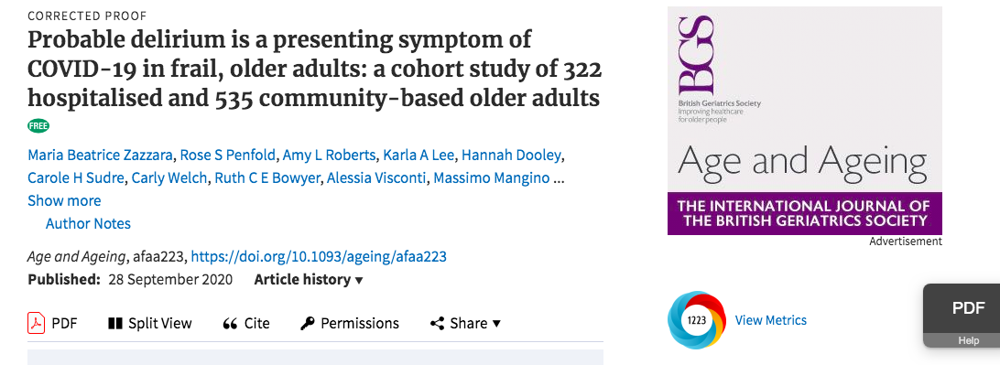 CORRECTED PROOF
Probable delirium is a presenting symptom of
COVID-19 in frail, older adults: a cohort study of 322
hospitalised and 535 community-based older adults
FREE
Maria Beatrice Zazzara, Rose S Penfold, Amy L Roberts, Karla A Lee, Hannah Dooley,
Carole H Sudre, Carly Welch, Ruth C E Bowyer, Alessia Visconti, Massimo Mangino ...
Show more
Author Notes
Age and Ageing, afaa223, https://doi.org/10.1093/ageing/afaa223
Published: 28 September 2020 Article history ▾
PDF Split View Cite Permissions Share ▾
BGS
British Geriatrics Society
Improving healthcare
for older people
Age and Ageing
THE INTERNATIONAL JOURNAL OF
THE BRITISH GERIATRICS SOCIETY
Advertisement
1223 View Metrics
PDF
Help